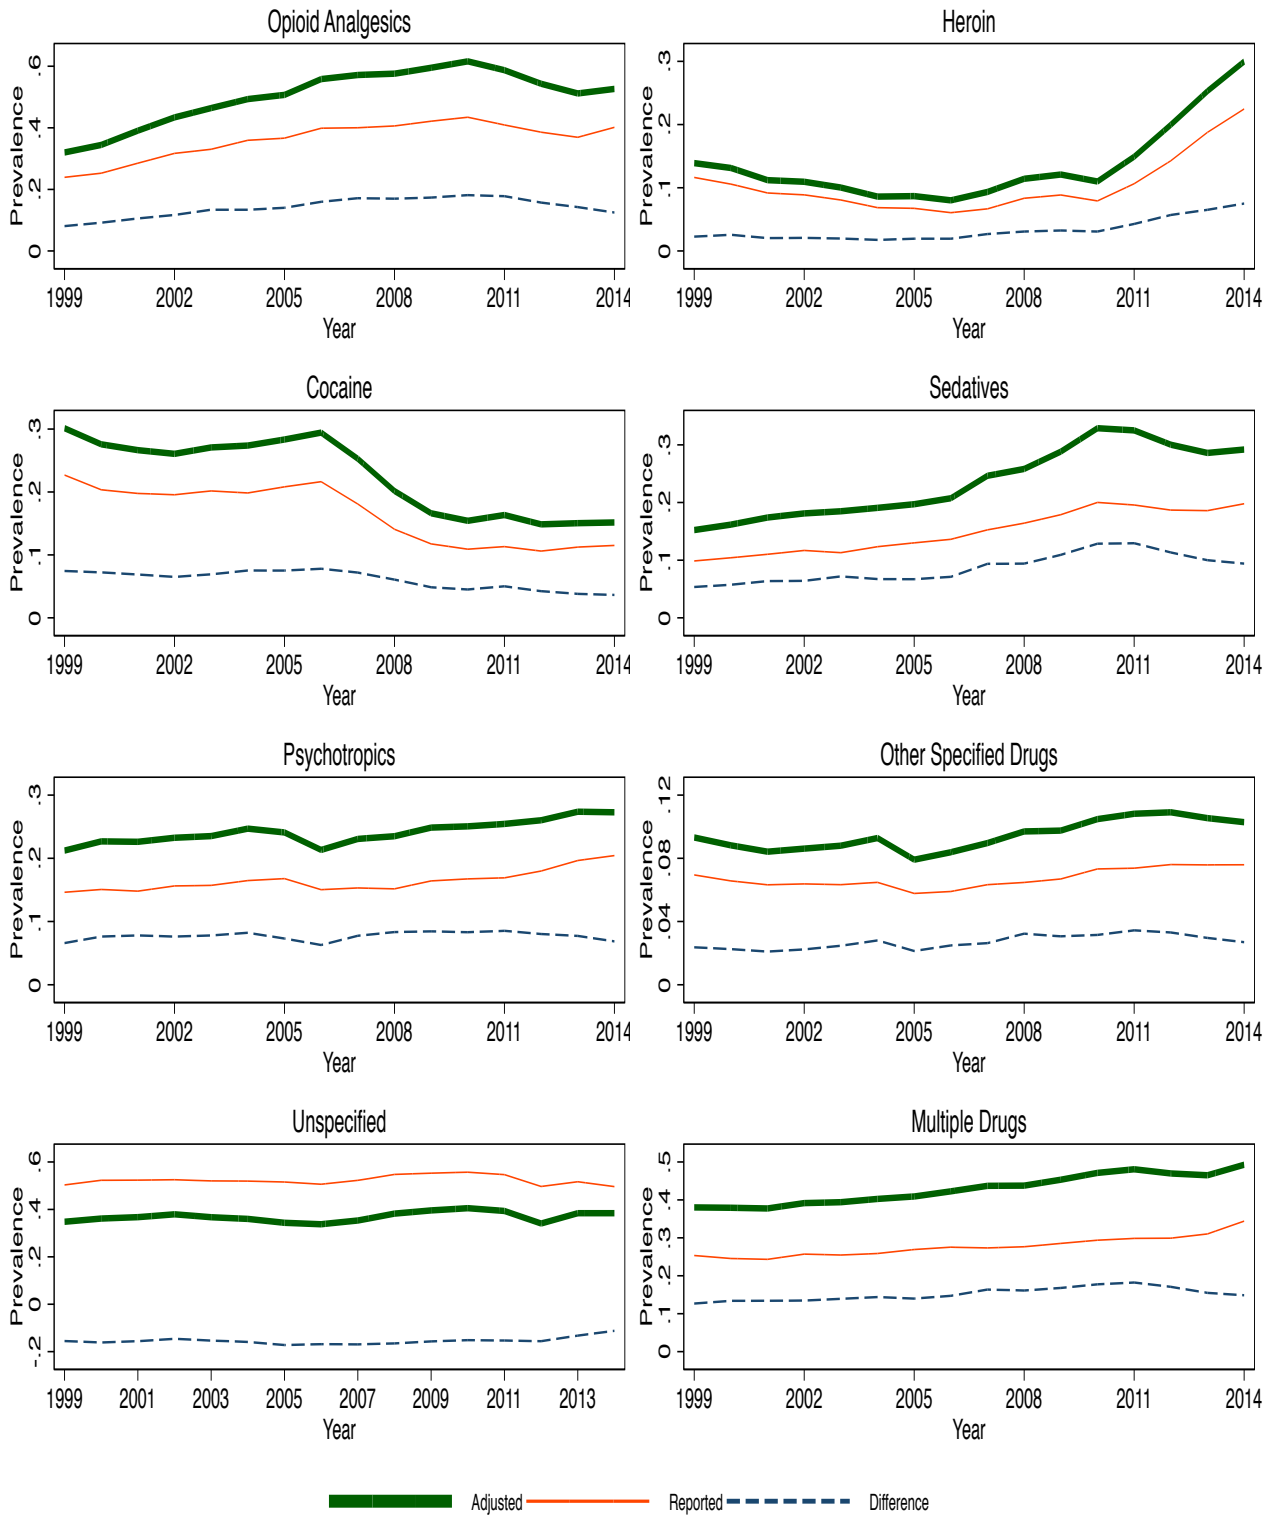 Opioid Analgesics
Prevalence
0 .2 .4 .6
1999 2002 2005 2008 2011 2014
Year
Heroin
Prevalence
0 .1 .2 .3
1999 2002 2005 2008 2011 2014
Year
Cocaine
Prevalence
0 .1 .2 .3
1999 2002 2005 2008 2011 2014
Year
Sedatives
Prevalence
0 .1 .2 .3
1999 2002 2005 2008 2011 2014
Year
Psychotropics
Prevalence
0 .1 .2 .3
1999 2002 2005 2008 2011 2014
Year
Other Specified Drugs
Prevalence
0 .04 .08 .12
1999 2002 2005 2008 2011 2014
Year
Unspecified
Prevalence
-.2 0 .2 .4 .6
1999 2001 2003 2005 2007 2009 2011 2013
Year
Multiple Drugs
Prevalence
0 .1 .2 .3 .4 .5
1999 2002 2005 2008 2011 2014
Year
Adjusted Reported Difference